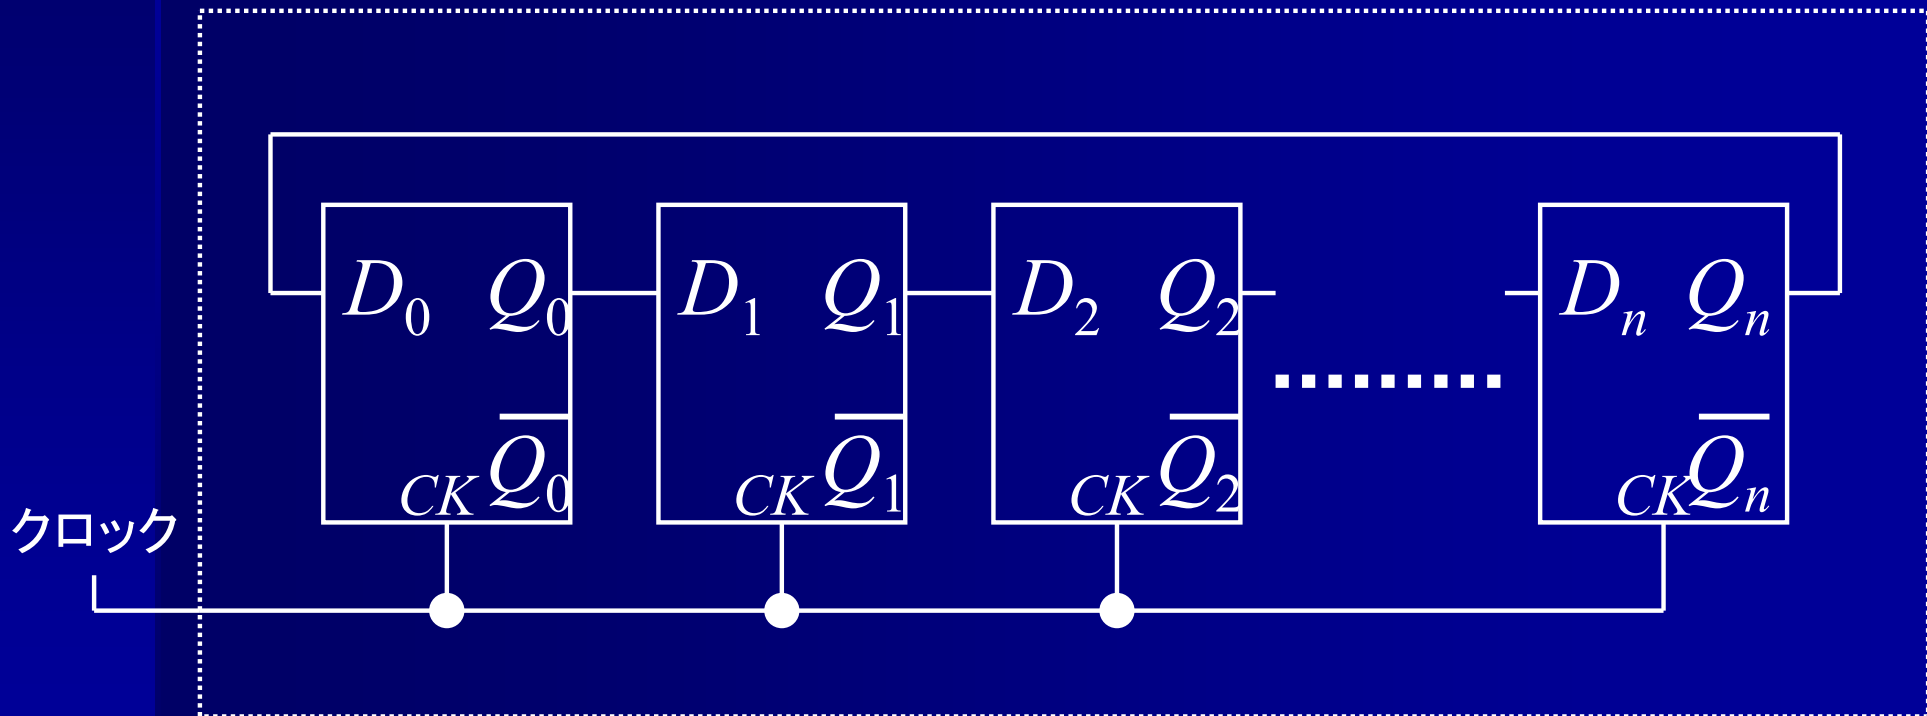 D₀ Q₀ D₁ Q₁ D₂ Q₂ Dₙ Qₙ
CK Q̅₀ CK Q̅₁ CK Q̅₂ CK Q̅ₙ
クロック